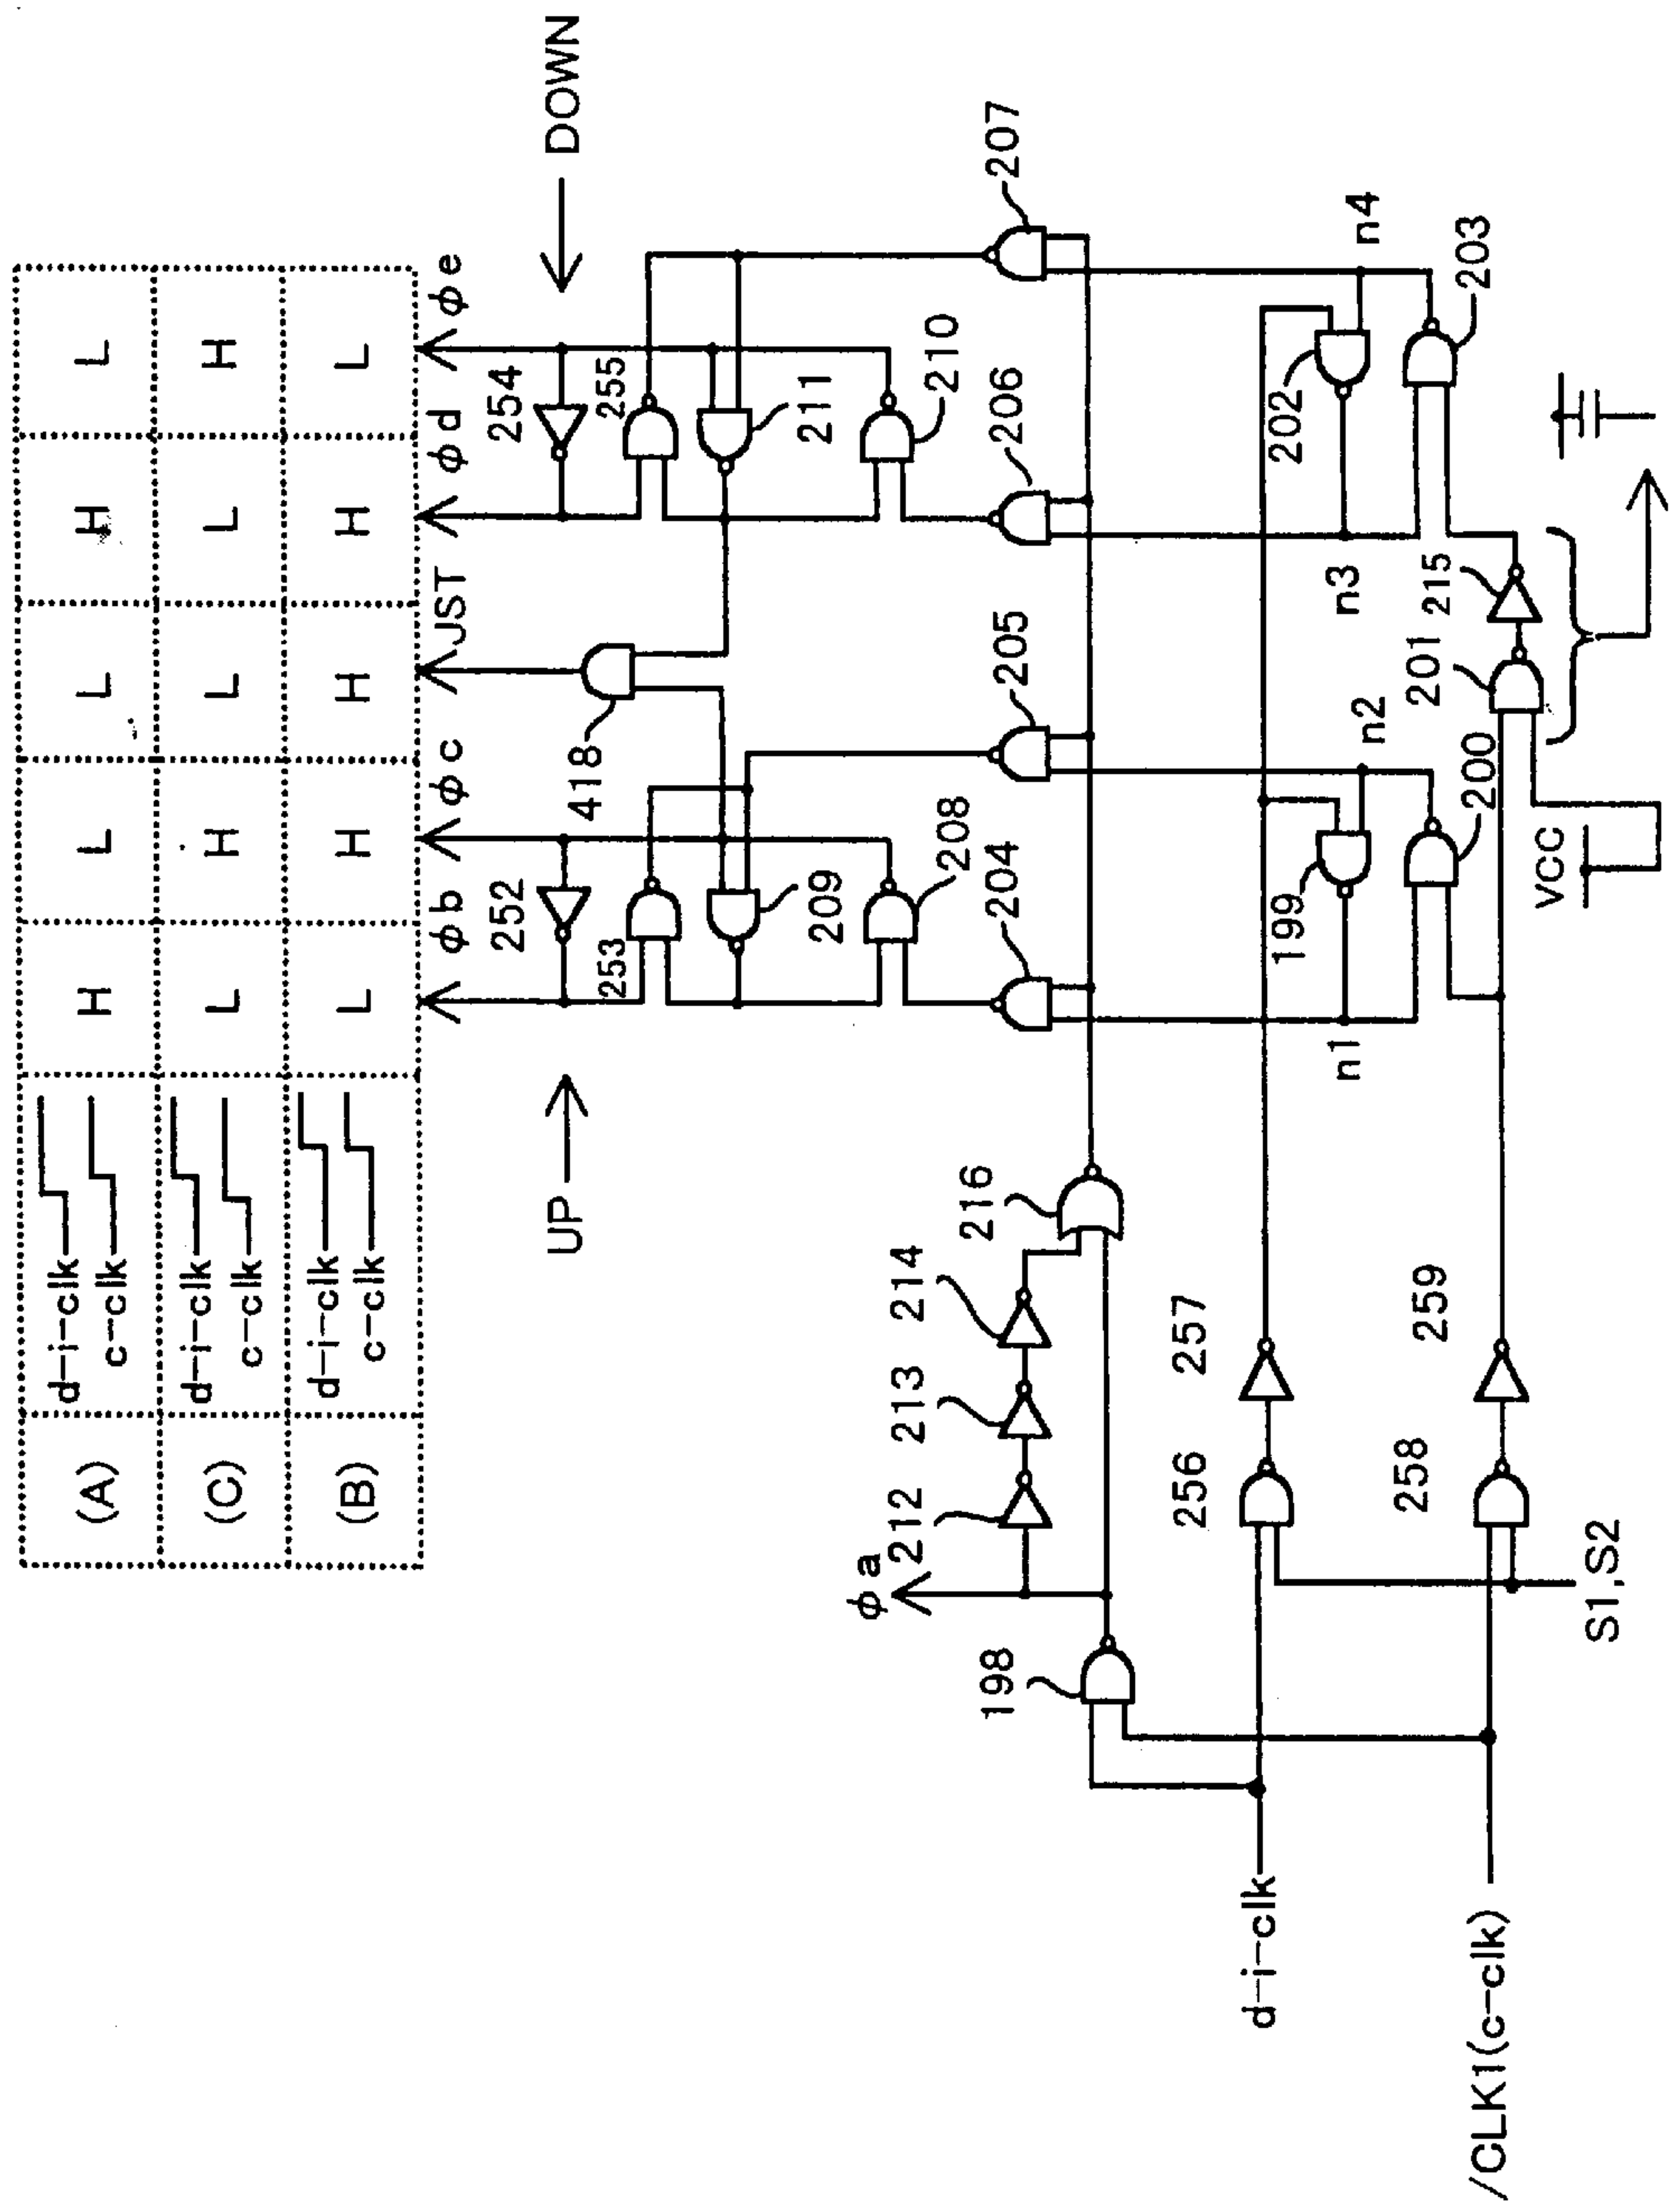 (A) d-i-clk c-clk H L L H L
(C) d-i-clk c-clk L H L L H
(B) d-i-clk c-clk L H H H L
φb φc JST φd φe
UP
DOWN
252
254
253
255
418
209
211
208
210
204
205
206
207
φa
212
213
214
216
198
d-i-clk
256
257
n1
199
n2
n3
202
n4
/CLK1(c-clk)
258
259
S1,S2
200
201
215
203
VCC